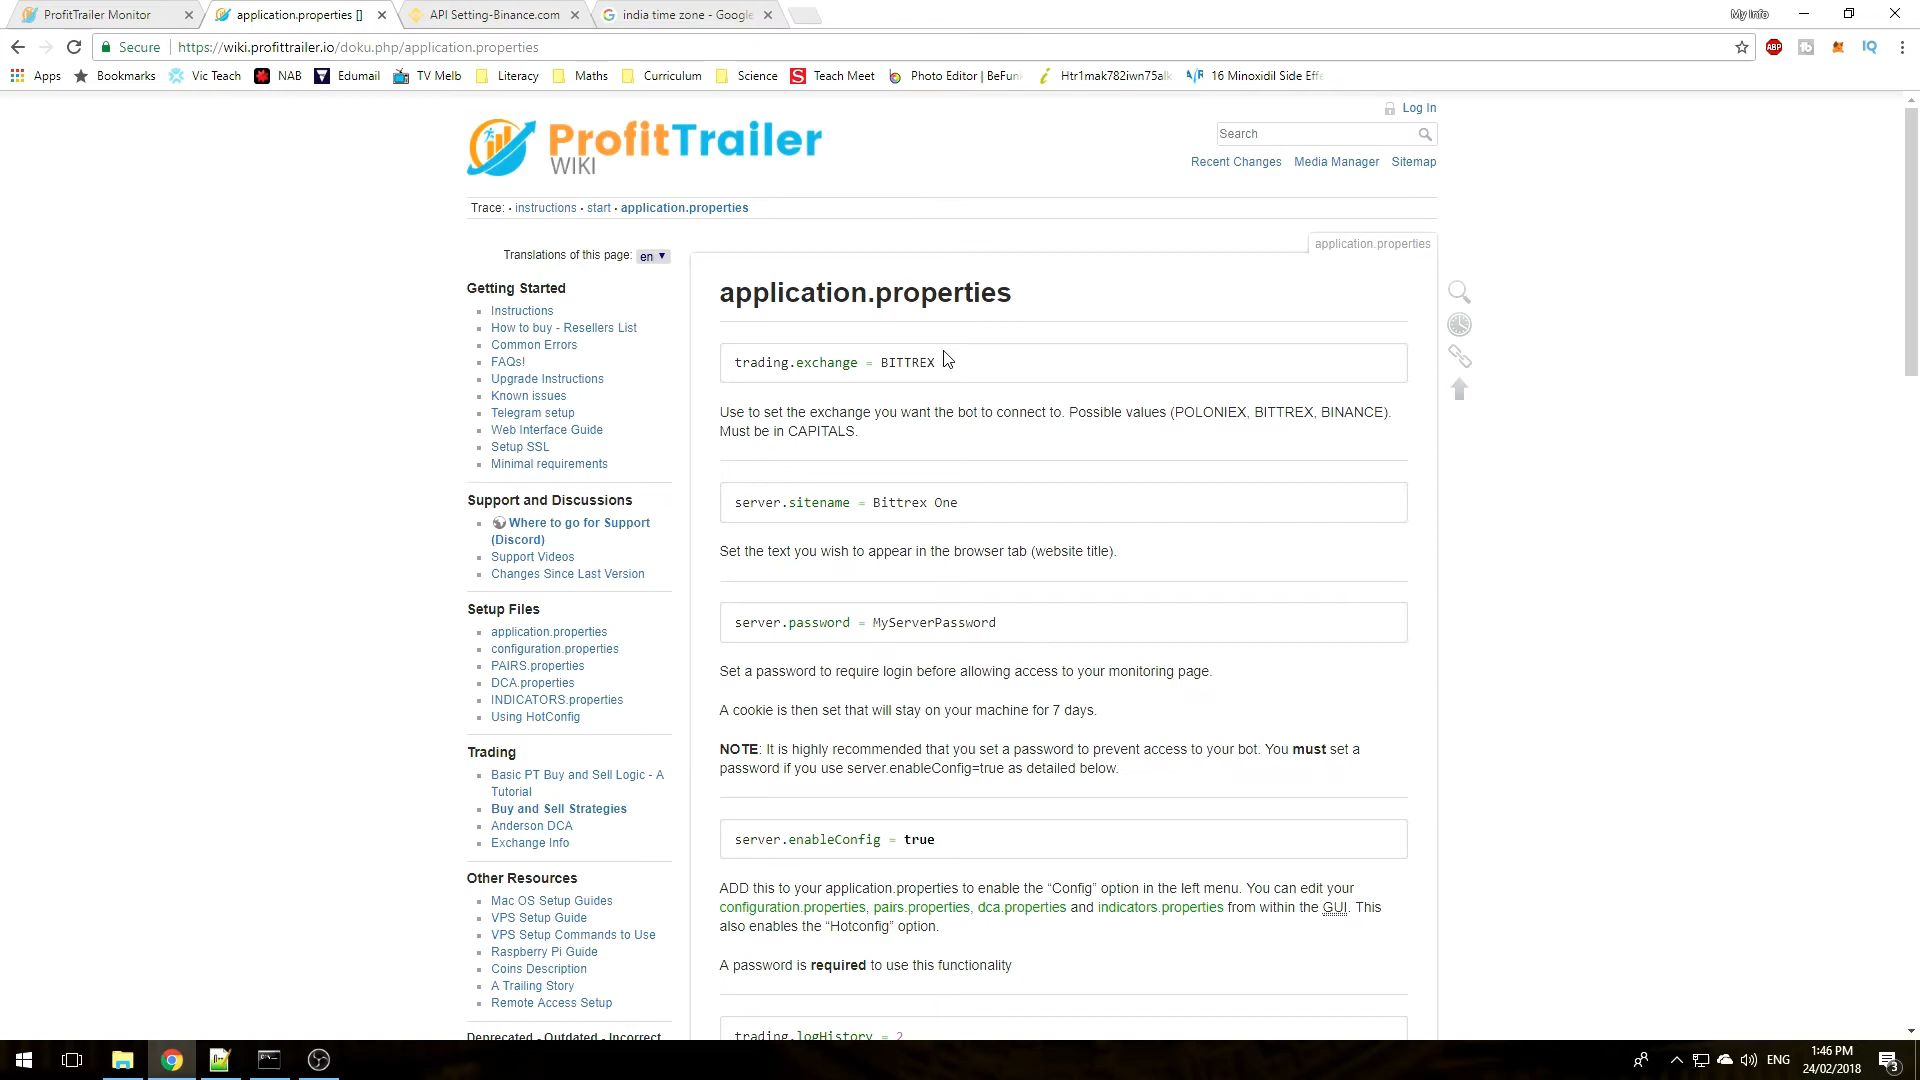 ProfitTrailer Monitor
application.properties []
API Setting-Binance.com
india time zone - Google
My Info
Secure
https://wiki.profittrailer.io/doku.php/application.properties
ABP
IQ
Apps
Bookmarks
Vic Teach
NAB
Edumail
TV Melb
Literacy
Maths
Curriculum
Science
Teach Meet
Photo Editor | BeFun
Htr1mak782iwn75alk
16 Minoxidil Side Effe
Log In
ProfitTrailer
WIKI
Search
Recent Changes Media Manager Sitemap
Trace: • instructions • start • application.properties
Translations of this page: en ▼
Getting Started
Instructions
How to buy - Resellers List
Common Errors
FAQs!
Upgrade Instructions
Known issues
Telegram setup
Web Interface Guide
Setup SSL
Minimal requirements
Support and Discussions
Where to go for Support
(Discord)
Support Videos
Changes Since Last Version
Setup Files
application.properties
configuration.properties
PAIRS.properties
DCA.properties
INDICATORS.properties
Using HotConfig
Trading
Basic PT Buy and Sell Logic - A
Tutorial
Buy and Sell Strategies
Anderson DCA
Exchange Info
Other Resources
Mac OS Setup Guides
VPS Setup Guide
VPS Setup Commands to Use
Raspberry Pi Guide
Coins Description
A Trailing Story
Remote Access Setup
Deprecated - Outdated - Incorrect
application.properties
application.properties
trading.exchange = BITTREX
Use to set the exchange you want the bot to connect to. Possible values (POLONIEX, BITTREX, BINANCE).
Must be in CAPITALS.
server.sitename = Bittrex One
Set the text you wish to appear in the browser tab (website title).
server.password = MyServerPassword
Set a password to require login before allowing access to your monitoring page.
A cookie is then set that will stay on your machine for 7 days.
NOTE: It is highly recommended that you set a password to prevent access to your bot. You must set a
password if you use server.enableConfig=true as detailed below.
server.enableConfig = true
ADD this to your application.properties to enable the “Config” option in the left menu. You can edit your
configuration.properties, pairs.properties, dca.properties and indicators.properties from within the GUI. This
also enables the “Hotconfig” option.
A password is required to use this functionality
trading.logHistory = 2
ENG
1:46 PM
24/02/2018
3